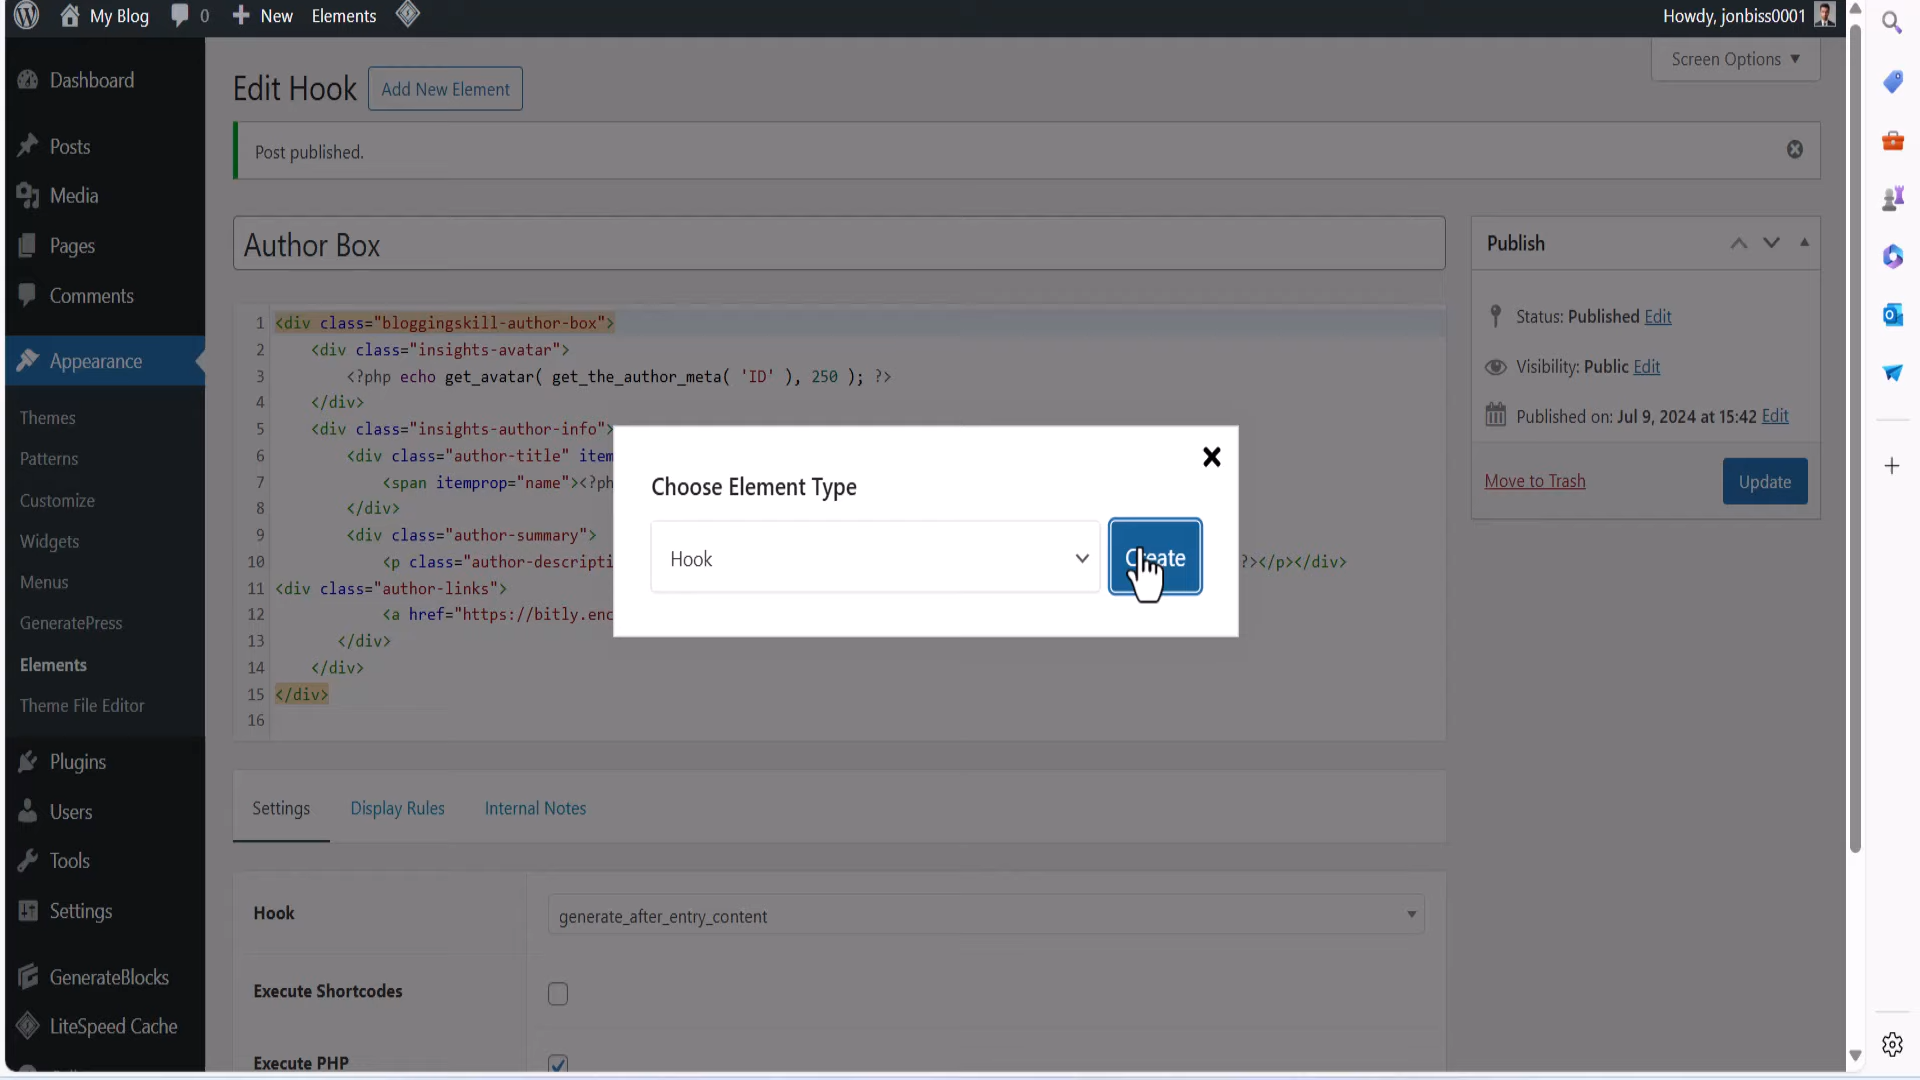 My Blog 0 New Elements Howdy, jonbiss0001
Screen Options ▼
Dashboard
Posts
Media
Pages
Comments
Appearance
Themes
Patterns
Customize
Widgets
Menus
GeneratePress
Elements
Theme File Editor
Plugins
Users
Tools
Settings
GenerateBlocks
LiteSpeed Cache
Edit Hook Add New Element
Post published.
Author Box
1 <div class="bloggingskill-author-box">
2 <div class="insights-avatar">
3 <?php echo get_avatar( get_the_author_meta( 'ID' ), 250 ); ?>
4 </div>
5 <div class="insights-author-info">
6 <div class="author-title" item
7 <span itemprop="name"><?ph
8 </div>
9 <div class="author-summary">
10 <p class="author-descripti ?></p></div>
11 <div class="author-links">
12 <a href="https://bitly.enc
13 </div>
14 </div>
15 </div>
16
Choose Element Type
Hook
Create
Publish
Status: Published Edit
Visibility: Public Edit
Published on: Jul 9, 2024 at 15:42 Edit
Move to Trash Update
Settings Display Rules Internal Notes
Hook generate_after_entry_content
Execute Shortcodes
Execute PHP